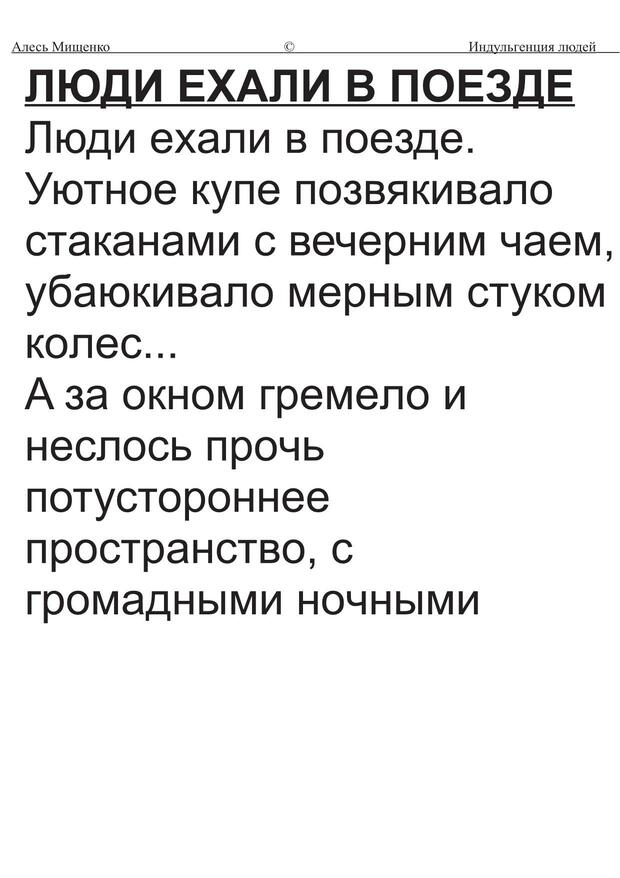 Алесь Мищенко © Индульгенция людей
ЛЮДИ ЕХАЛИ В ПОЕЗДЕ
Люди ехали в поезде.
Уютное купе позвякивало
стаканами с вечерним чаем,
убаюкивало мерным стуком
колес...
А за окном гремело и
неслось прочь
потустороннее
пространство, с
громадными ночными